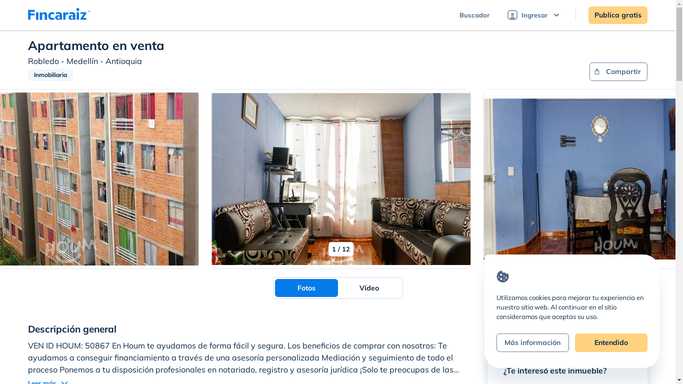 Fincaraiz
Buscador
Ingresar
Publica gratis
Apartamento en venta
Robledo - Medellín - Antioquia
Inmobiliaria
Compartir
HOUM
1 / 12
HOUM
HOUM
Fotos
Video
Utilizamos cookies para mejorar tu experiencia en
nuestro sitio web. Al continuar en el sitio
consideramos que aceptas su uso.
Más información
Entendido
Descripción general
VEN ID HOUM: 50867 En Houm te ayudamos de forma fácil y segura. Los beneficios de comprar con nosotros: Te
ayudamos a conseguir financiamiento a través de una asesoría personalizada Mediación y seguimiento de todo el
proceso Ponemos a tu disposición profesionales en notariado, registro y asesoría jurídica ¡Solo te preocupas de las...
Leer más
¿Te interesó este inmueble?